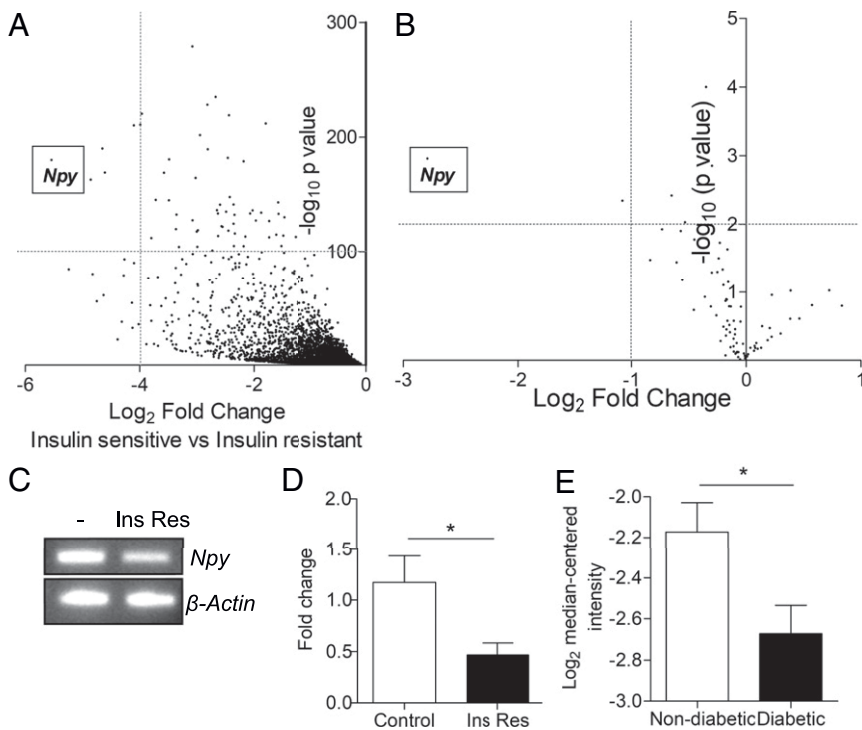 A
300
200
100
-log10 p value
Npy
-6
-4
-2
0
Log2 Fold Change
Insulin sensitive vs Insulin resistant
B
5
4
3
2
1
-log10 (p value)
Npy
-3
-2
-1
0
1
Log2 Fold Change
C
- Ins Res
Npy
β-Actin
D
2.0
1.5
1.0
0.5
0.0
Fold change
*
Control
Ins Res
E
-2.0
-2.2
-2.4
-2.6
-2.8
-3.0
Log2 median-centered
intensity
*
Non-diabetic
Diabetic